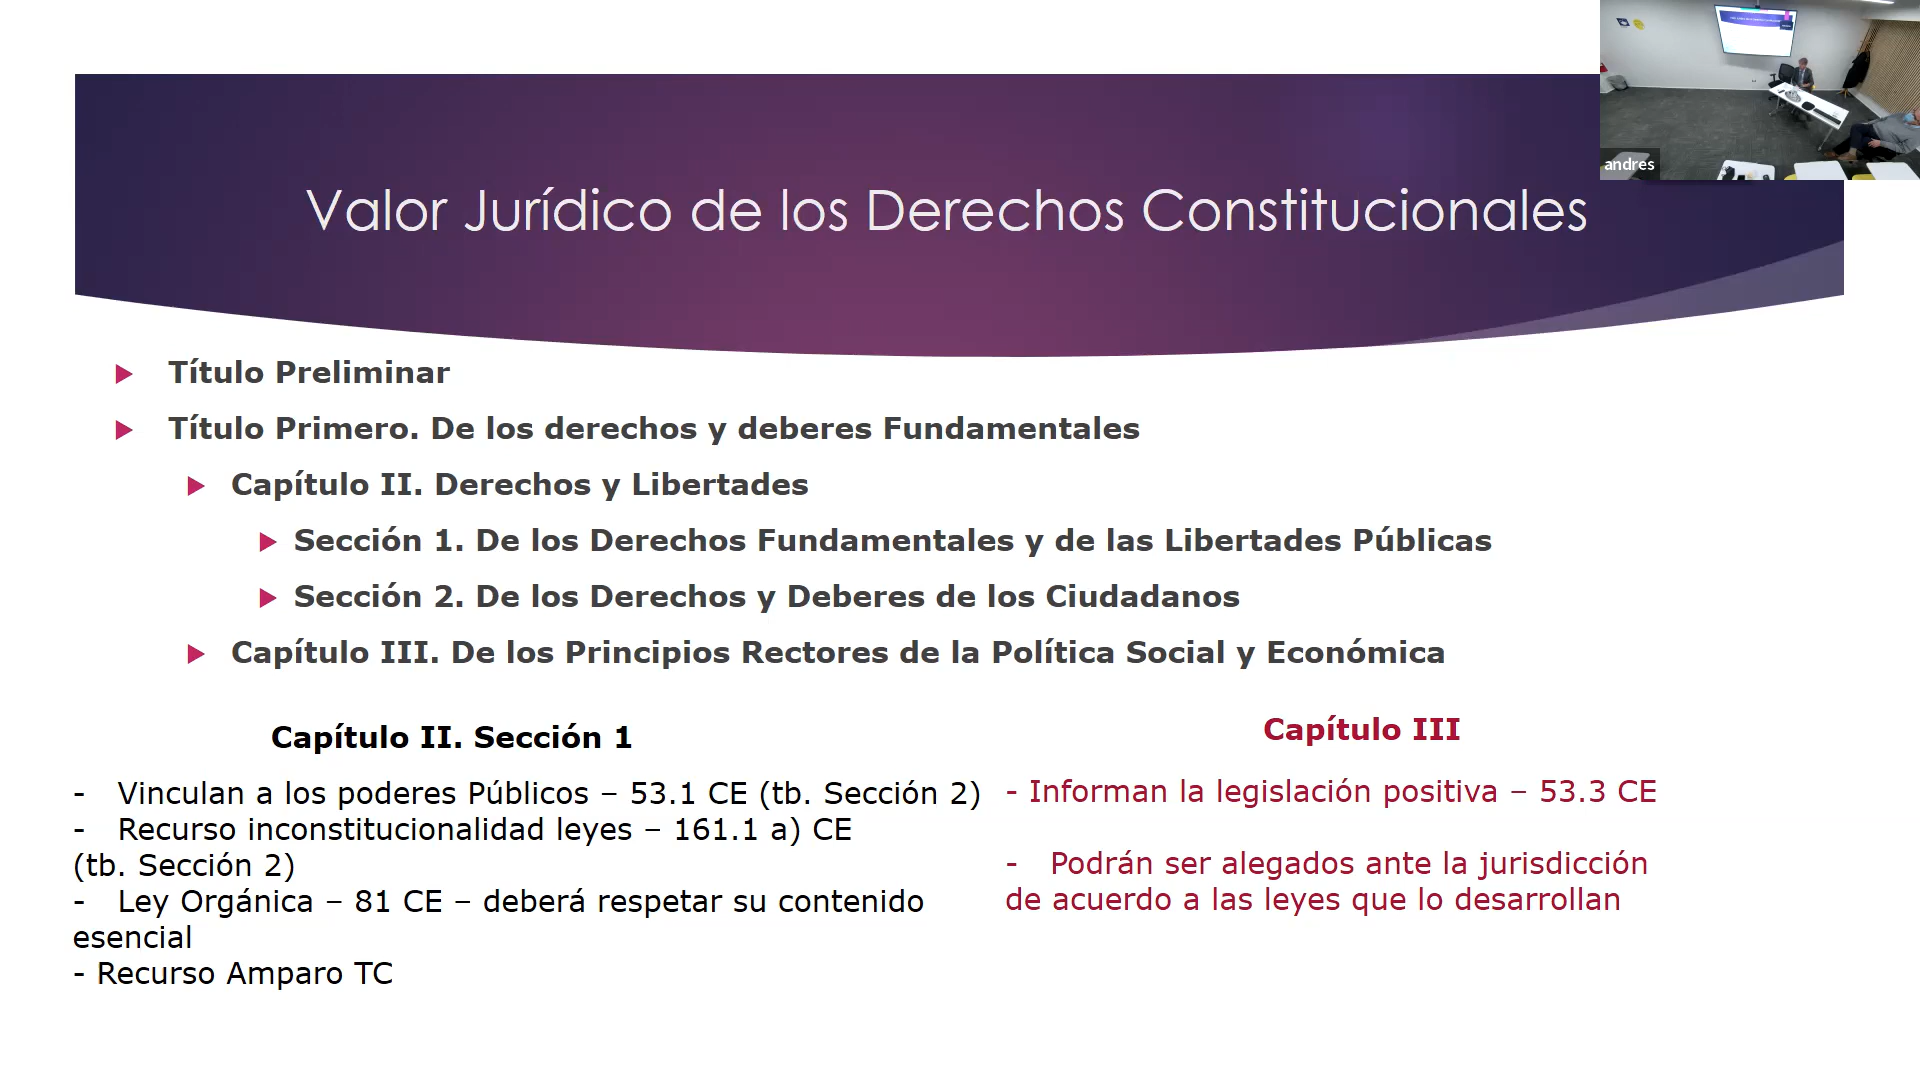 Valor Jurídico de los Derechos Constitucionales
andres
Título Preliminar
Título Primero. De los derechos y deberes Fundamentales
Capítulo II. Derechos y Libertades
Sección 1. De los Derechos Fundamentales y de las Libertades Públicas
Sección 2. De los Derechos y Deberes de los Ciudadanos
Capítulo III. De los Principios Rectores de la Política Social y Económica
Capítulo II. Sección 1
- Vinculan a los poderes Públicos – 53.1 CE (tb. Sección 2)
- Recurso inconstitucionalidad leyes – 161.1 a) CE
(tb. Sección 2)
- Ley Orgánica – 81 CE – deberá respetar su contenido
esencial
- Recurso Amparo TC
Capítulo III
- Informan la legislación positiva – 53.3 CE
- Podrán ser alegados ante la jurisdicción
de acuerdo a las leyes que lo desarrollan